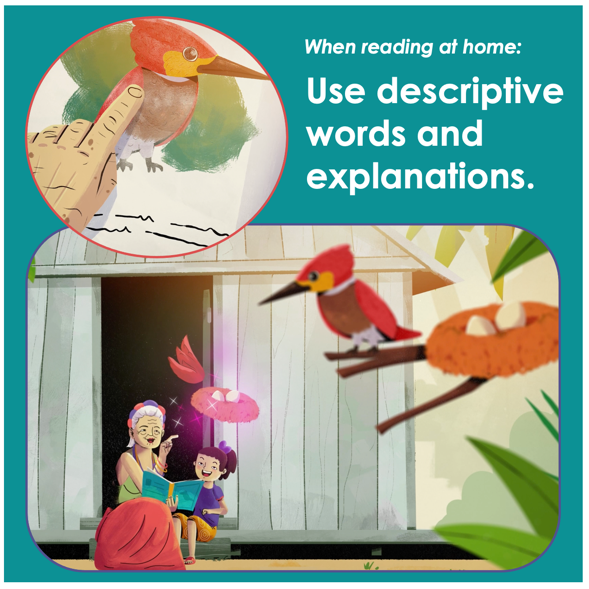 When reading at home:
Use descriptive
words and
explanations.